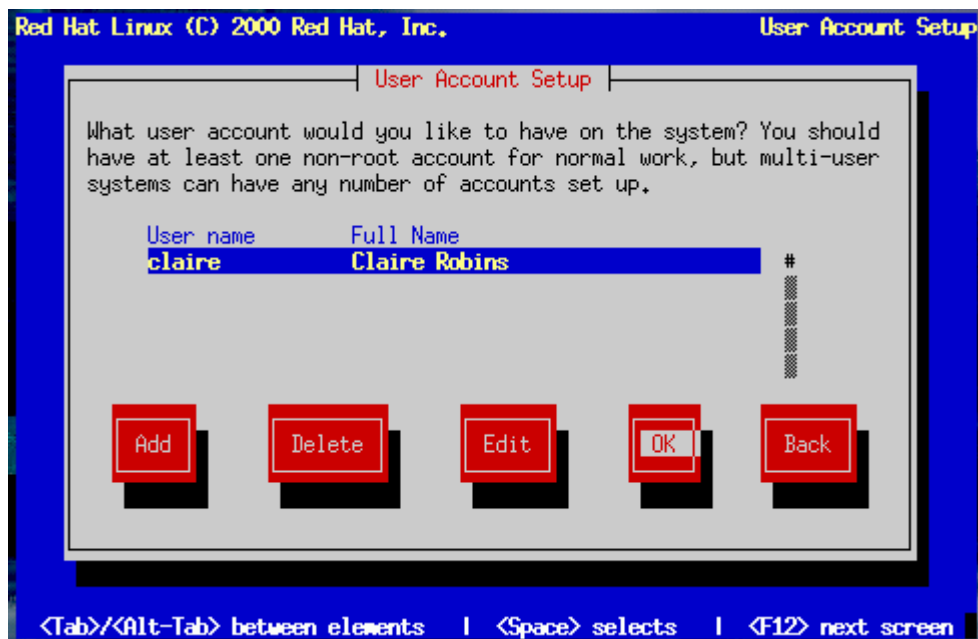 Red Hat Linux (C) 2000 Red Hat, Inc. User Account Setup
User Account Setup
What user account would you like to have on the system? You should
have at least one non-root account for normal work, but multi-user
systems can have any number of accounts set up.
User name Full Name
claire Claire Robins #
Add Delete Edit OK Back
<Tab>/<Alt-Tab> between elements | <Space> selects | <F12> next screen